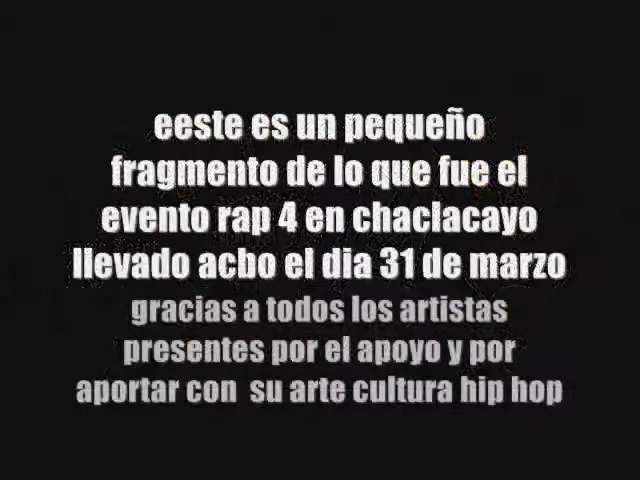 eeste es un pequeño
fragmento de lo que fue el
evento rap 4 en chaclacayo
llevado acbo el dia 31 de marzo
gracias a todos los artistas
presentes por el apoyo y por
aportar con su arte cultura hip hop